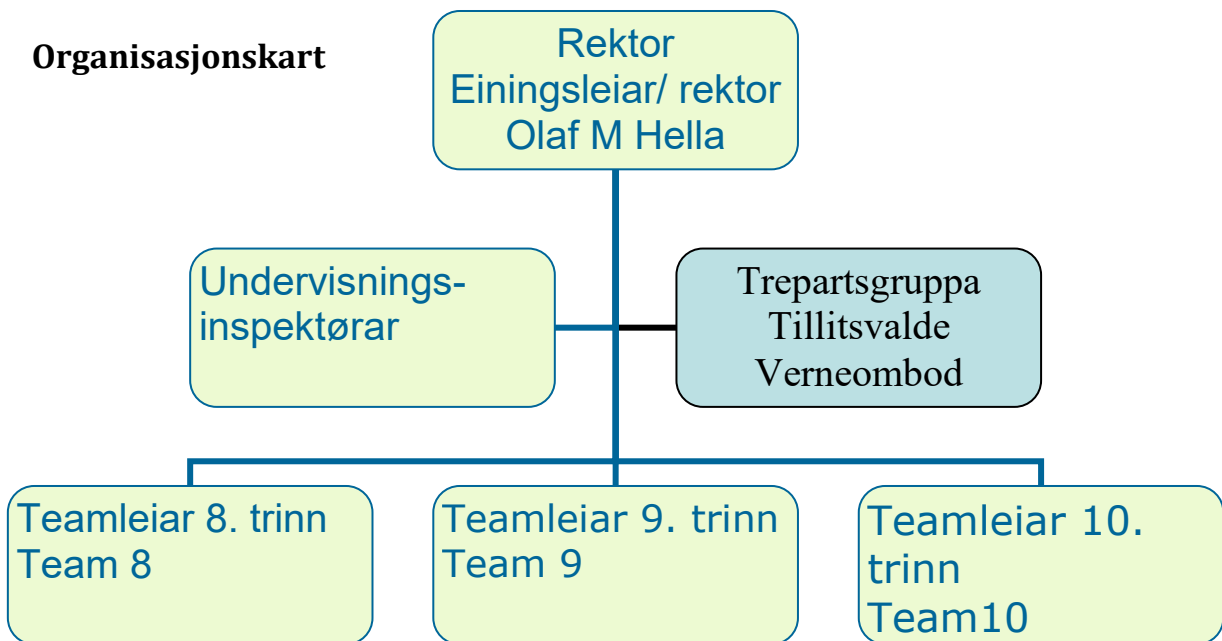 Organisasjonskart
Rektor
Einingsleiar/ rektor
Olaf M Hella
Undervisnings-
inspektørar
Trepartsgruppa
Tillitsvalde
Verneombod
Teamleiar 8. trinn
Team 8
Teamleiar 9. trinn
Team 9
Teamleiar 10.
trinn
Team10